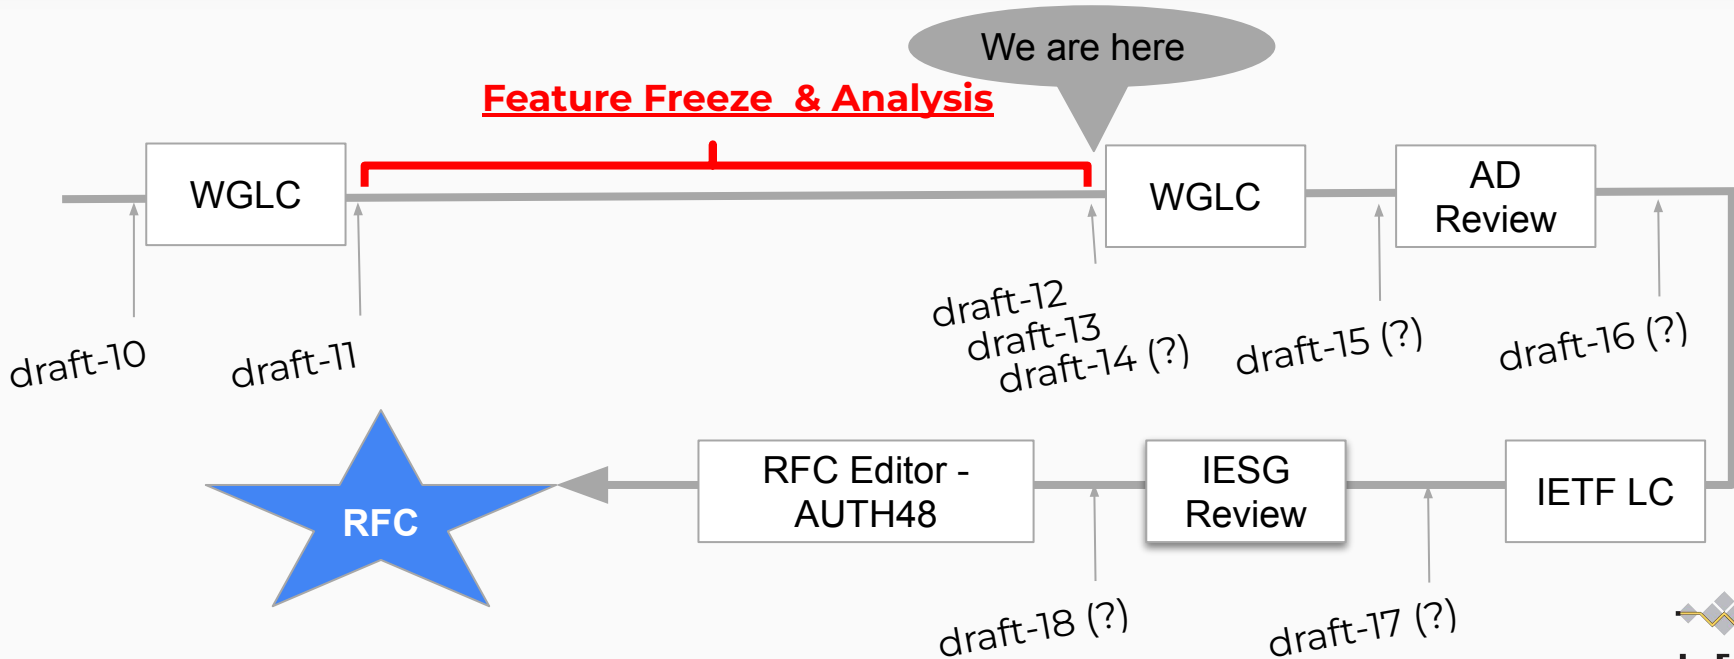 We are here
Feature Freeze & Analysis
WGLC
WGLC
AD
Review
draft-10
draft-11
draft-12
draft-13
draft-14 (?)
draft-15 (?)
draft-16 (?)
RFC
RFC Editor -
AUTH48
IESG
Review
IETF LC
draft-18 (?)
draft-17 (?)